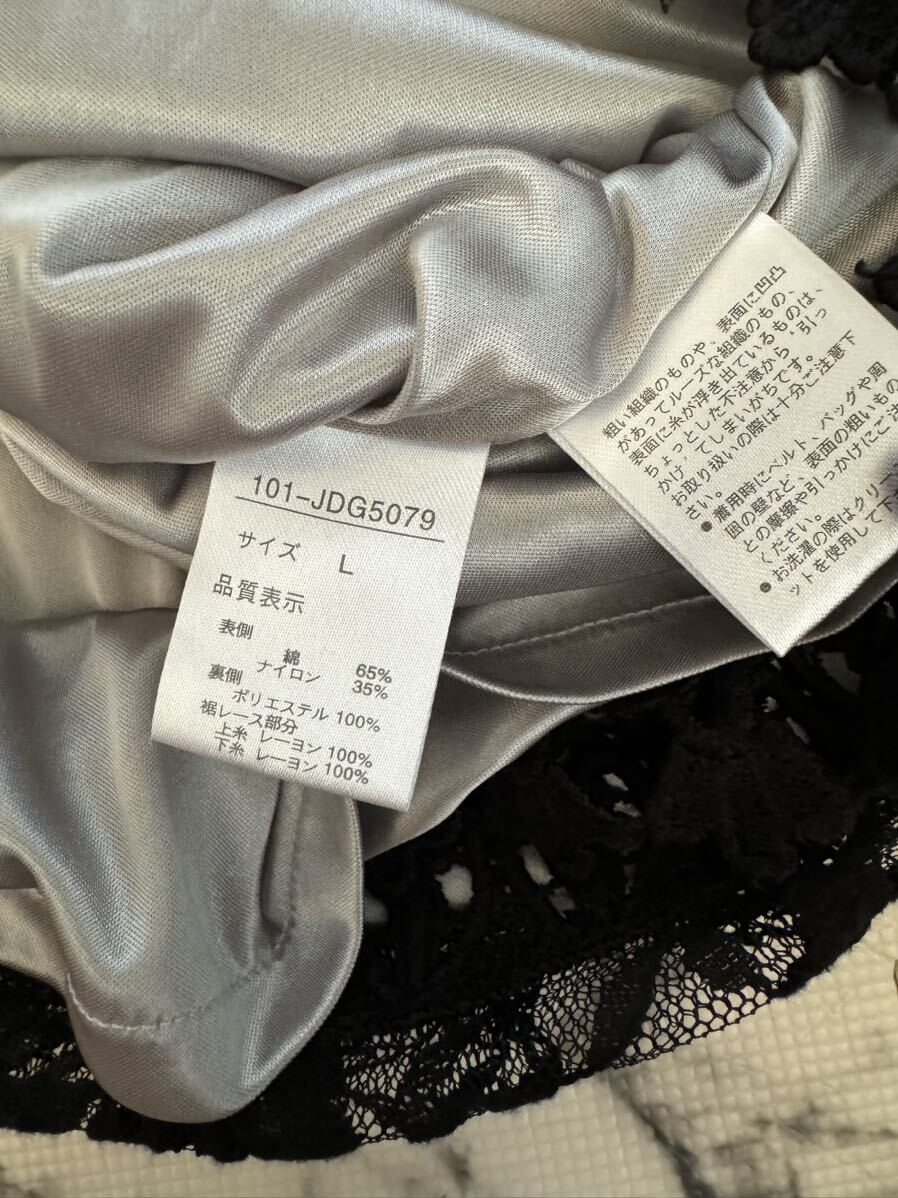 101-JDG5079
サイズ L
品質表示
表側
綿 65%
ナイロン 35%
裏側
ポリエステル 100%
裾レース部分
上糸 レーヨン 100%
下糸 レーヨン 100%
粗い組織のものや、表面に凹凸
があってルーズな組織のもの、
表面に糸が浮き出ているものは、
ちょっとした不注意から‘引っ
かけ’てしまいがちです。
お取り扱いの際は十分ご注意下
さい。
●着用時にベルト、バッグや周
囲の壁など、表面の粗いもの
との摩擦や引っかけにご注
ください。
●お洗濯の際はクリ
ットを使用して下